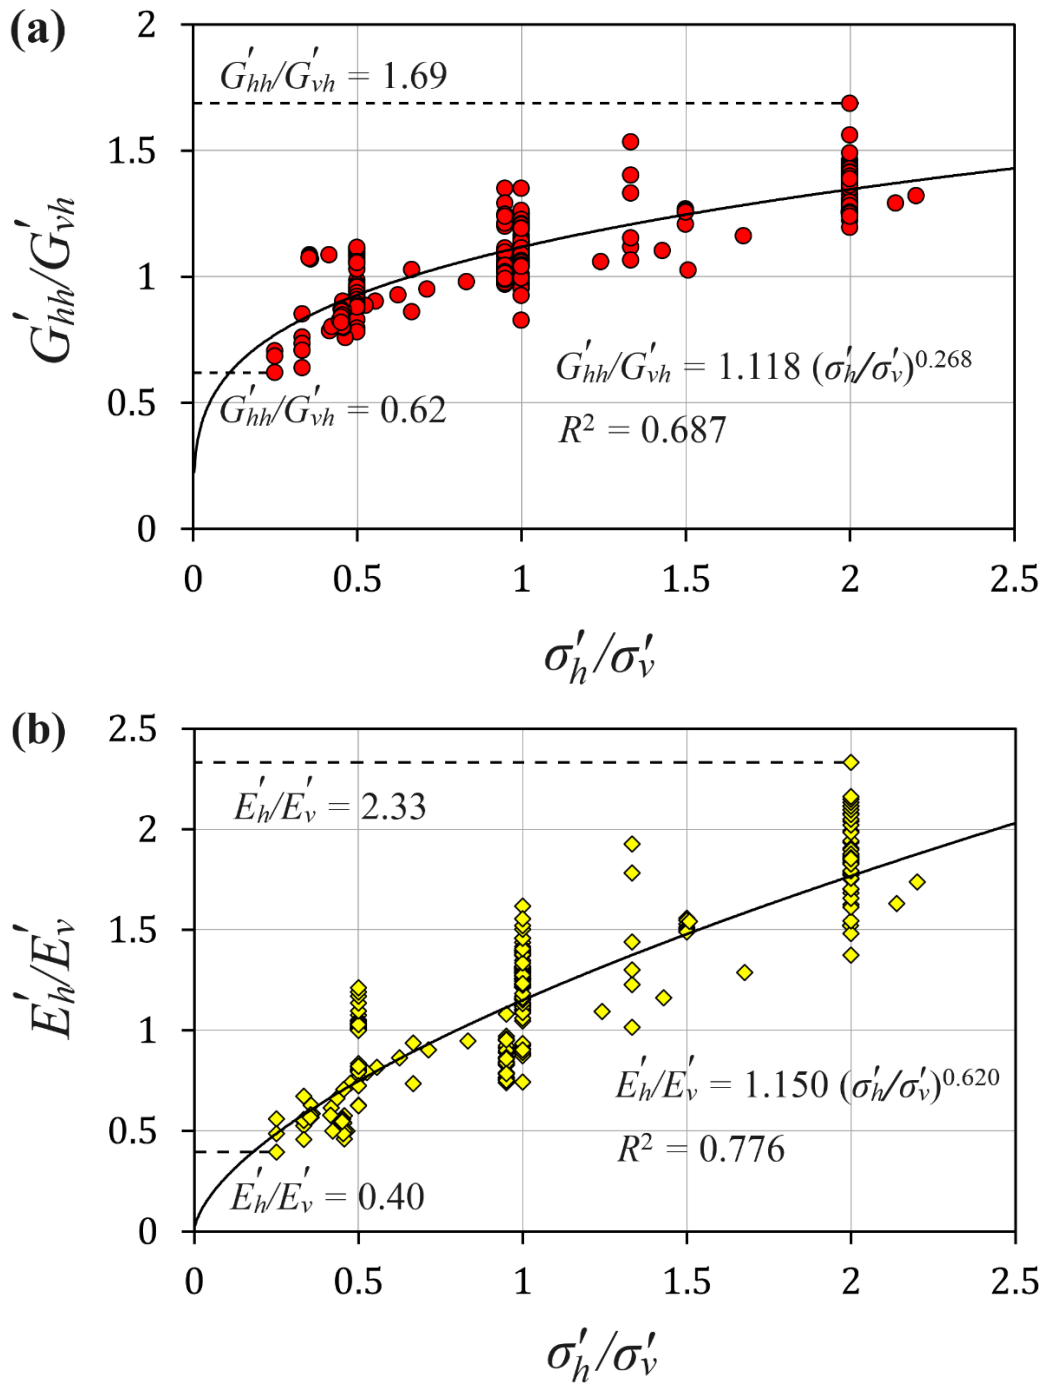 (a)
2
G'hh/G'vh = 1.69
1.5
G'hh/G'vh
1
G'hh/G'vh = 1.118 (σ'h/σ'v)^0.268
0.5
G'hh/G'vh = 0.62
R² = 0.687
0
0 0.5 1 1.5 2 2.5
σ'h/σ'v
(b)
2.5
E'h/E'v = 2.33
2
1.5
E'h/E'v
1
E'h/E'v = 1.150 (σ'h/σ'v)^0.620
0.5
R² = 0.776
E'h/E'v = 0.40
0
0 0.5 1 1.5 2 2.5
σ'h/σ'v